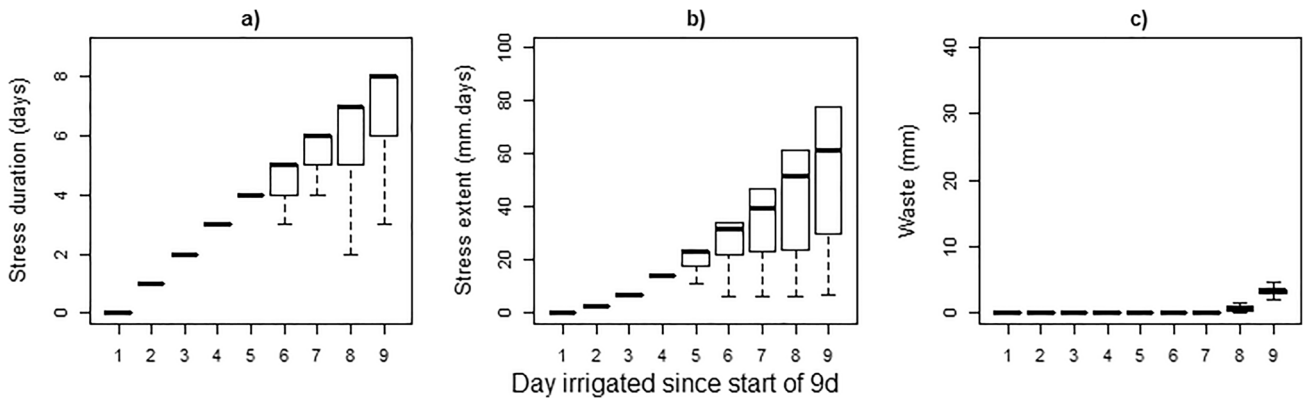 a)
Stress duration (days)
8
6
4
2
0
1 2 3 4 5 6 7 8 9
b)
Stress extent (mm.days)
100
80
60
40
20
0
1 2 3 4 5 6 7 8 9
c)
Waste (mm)
40
30
20
10
0
1 2 3 4 5 6 7 8 9
Day irrigated since start of 9d